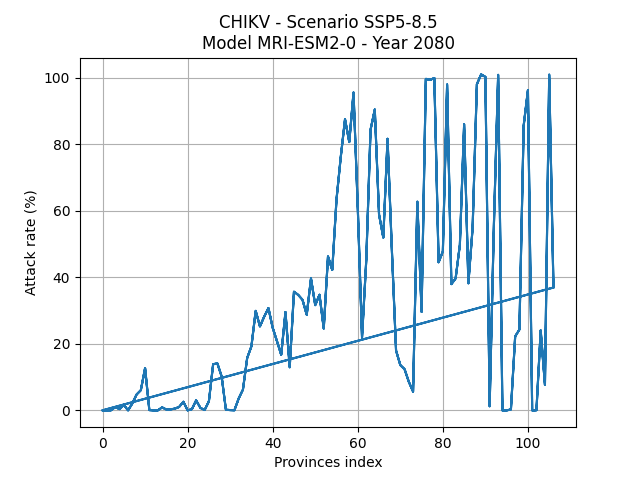 CHIKV - Scenario SSP5-8.5
Model MRI-ESM2-0 - Year 2080
Attack rate (%)
100
80
60
40
20
0
0 20 40 60 80 100
Provinces index